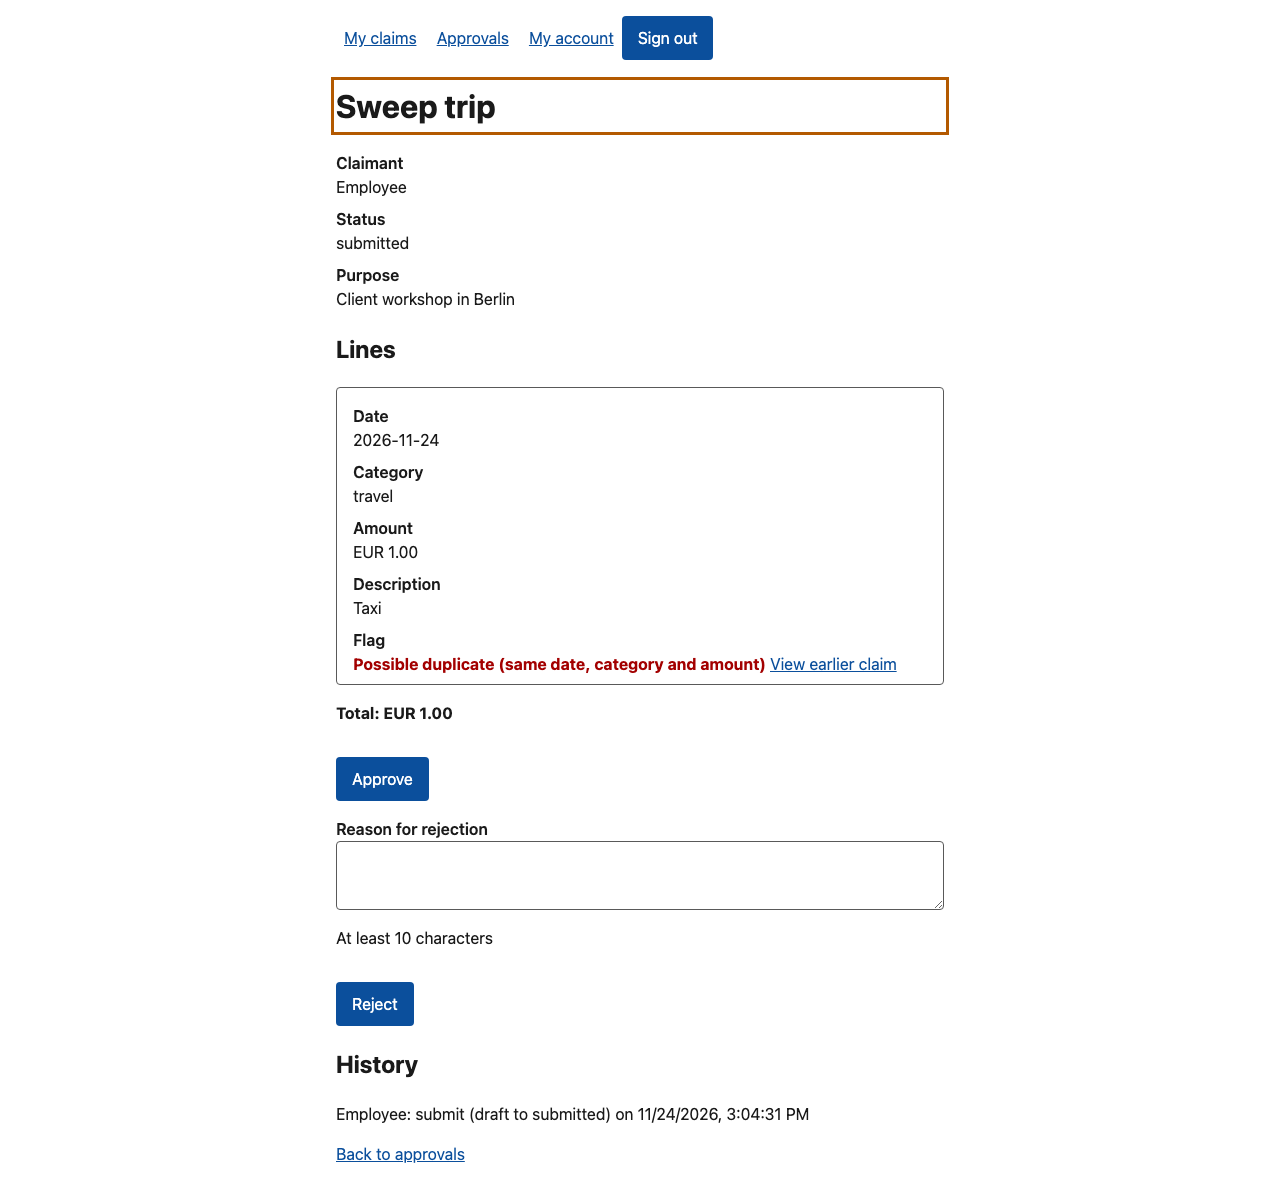 My claims Approvals My account Sign out
Sweep trip
Claimant
Employee
Status
submitted
Purpose
Client workshop in Berlin
Lines
Date
2026-11-24
Category
travel
Amount
EUR 1.00
Description
Taxi
Flag
Possible duplicate (same date, category and amount) View earlier claim
Total: EUR 1.00
Approve
Reason for rejection
At least 10 characters
Reject
History
Employee: submit (draft to submitted) on 11/24/2026, 3:04:31 PM
Back to approvals